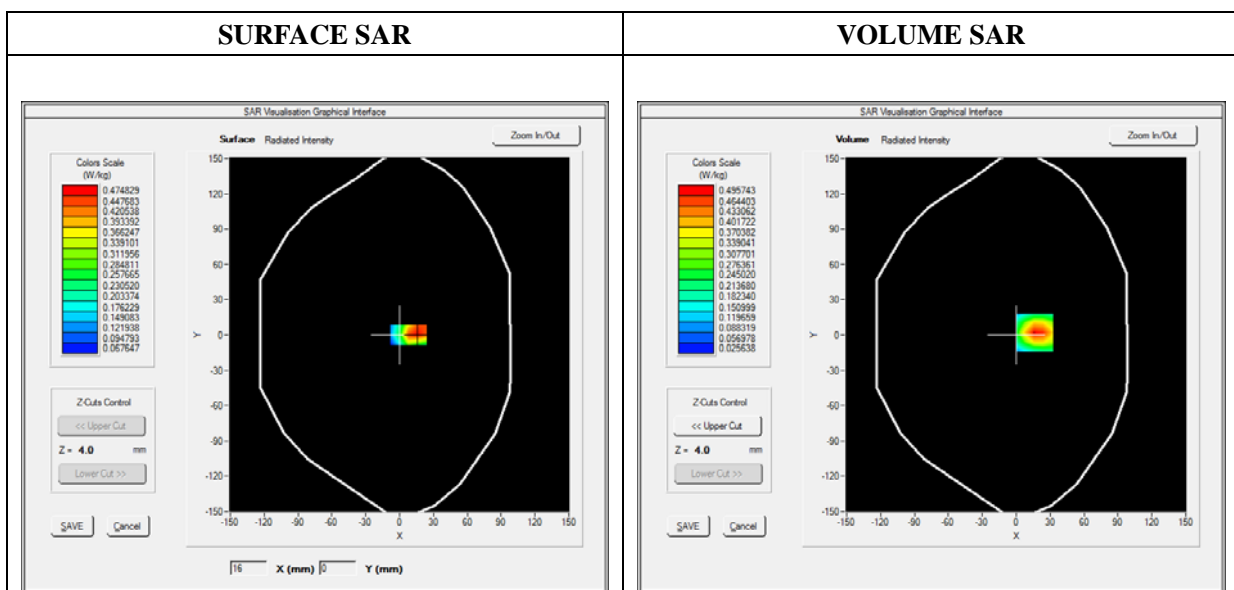 SURFACE SAR
VOLUME SAR
SAR Visualisation Graphical Interface
Surface Radiated Intensity
Zoom In/Out
Colors Scale
(W/kg)
0.474829
0.447683
0.420538
0.393392
0.366247
0.339101
0.311956
0.284811
0.257665
0.230520
0.203374
0.176229
0.149083
0.121938
0.094793
0.067647
Z-Cuts Control
<< Upper Cut
Z = 4.0 mm
Lower Cut >>
SAVE Cancel
150
120
90
60
30
0
-30
-60
-90
-120
-150
Y
-150 -120 -90 -60 -30 0 30 60 90 120 150
X
16 X (mm) 0 Y (mm)
SAR Visualisation Graphical Interface
Volume Radiated Intensity
Zoom In/Out
Colors Scale
(W/kg)
0.495743
0.464403
0.433062
0.401722
0.370382
0.339041
0.307701
0.276361
0.245020
0.213680
0.182340
0.150999
0.119659
0.088319
0.056978
0.025638
Z-Cuts Control
<< Upper Cut
Z = 4.0 mm
Lower Cut >>
SAVE Cancel
150
120
90
60
30
0
-30
-60
-90
-120
-150
Y
-150 -120 -90 -60 -30 0 30 60 90 120 150
X